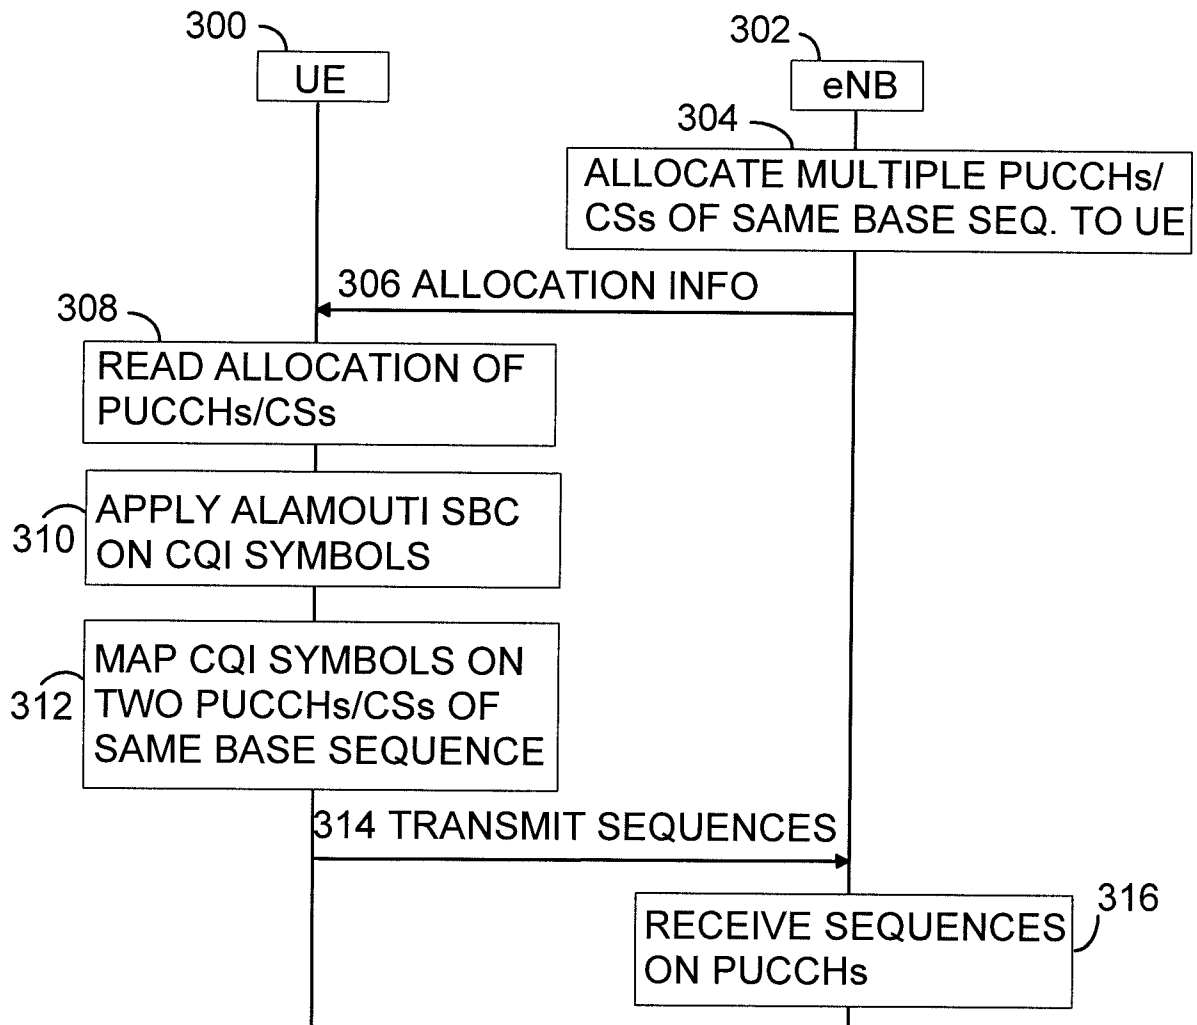 300
UE
302
eNB
304
ALLOCATE MULTIPLE PUCCHs/
CSs OF SAME BASE SEQ. TO UE
306 ALLOCATION INFO
308
READ ALLOCATION OF
PUCCHs/CSs
310
APPLY ALAMOUTI SBC
ON CQI SYMBOLS
312
MAP CQI SYMBOLS ON
TWO PUCCHs/CSs OF
SAME BASE SEQUENCE
314 TRANSMIT SEQUENCES
316
RECEIVE SEQUENCES
ON PUCCHs